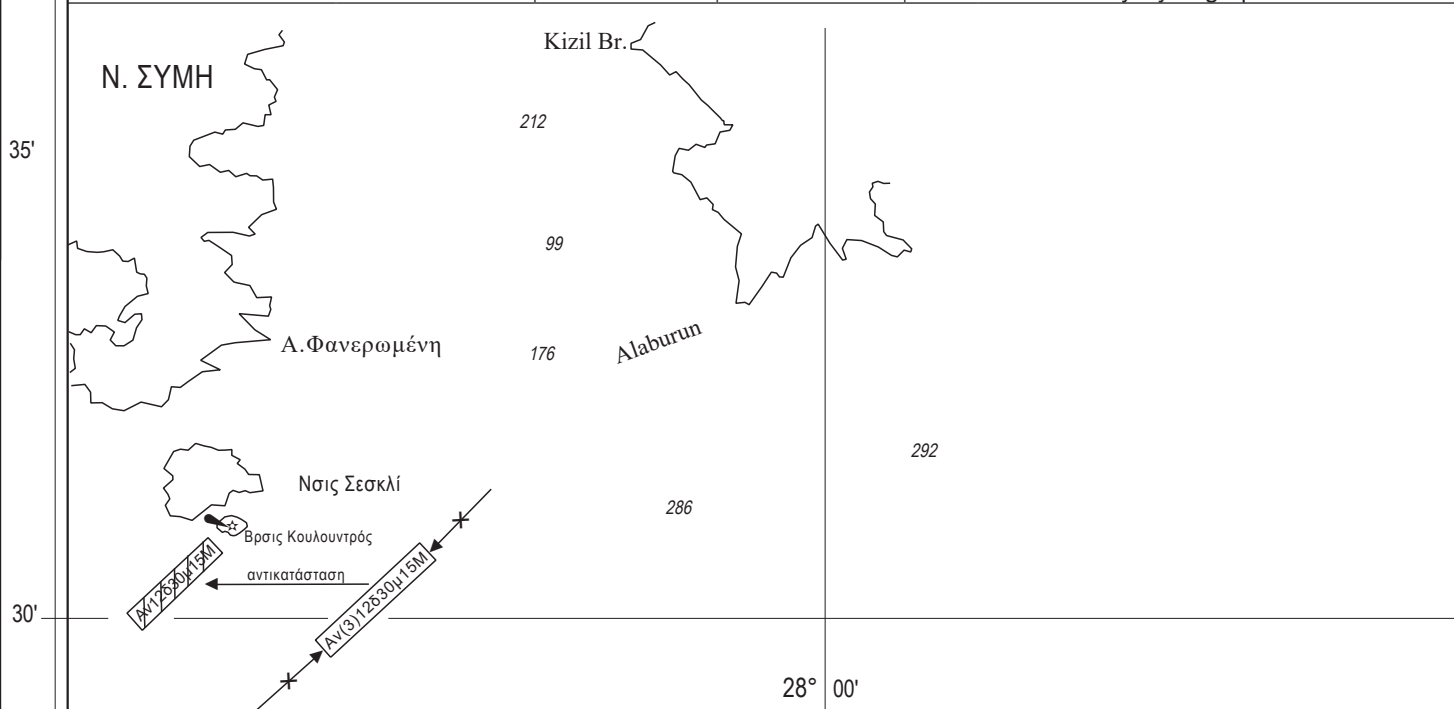 Kizil Br.
Ν. ΣΥΜΗ
212
35'
99
Α.Φανερωμένη
176
Alaburun
292
Νσις Σεσκλί
286
Βρσις Κουλουντρός
αντικατάσταση
Αν12δ30μ15Μ
Αν(3)12δ30μ15Μ
30'
28° 00'